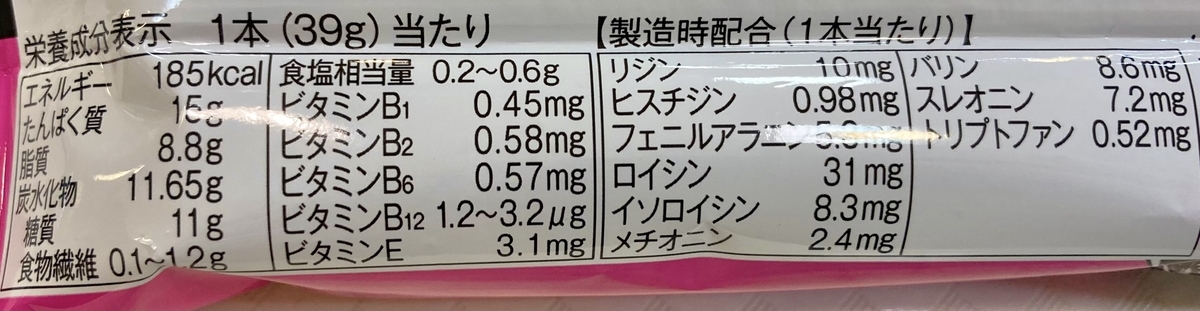 栄養成分表示 1本(39g)当たり
エネルギー 185kcal
たんぱく質 15g
脂質 8.8g
炭水化物 11.65g
糖質 11g
食物繊維 0.1～1.2g
食塩相当量 0.2～0.6g
ビタミンB1 0.45mg
ビタミンB2 0.58mg
ビタミンB6 0.57mg
ビタミンB12 1.2～3.2μg
ビタミンE 3.1mg
【製造時配合(1本当たり)】
リジン 10mg
ヒスチジン 0.98mg
フェニルアラニン
ロイシン 31mg
イソロイシン 8.3mg
メチオニン 2.4mg
バリン 8.6mg
スレオニン 7.2mg
トリプトファン 0.52mg